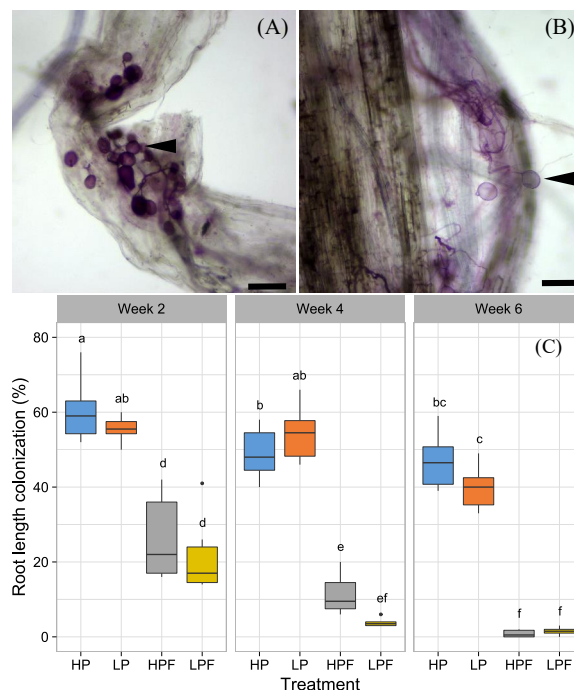 (A)
(B)
Week 2
Week 4
Week 6
(C)
Root length colonization (%)
80
60
40
20
0
a
ab
d
d
b
ab
e
ef
bc
c
f
f
HP
LP
HPF
LPF
HP
LP
HPF
LPF
HP
LP
HPF
LPF
Treatment